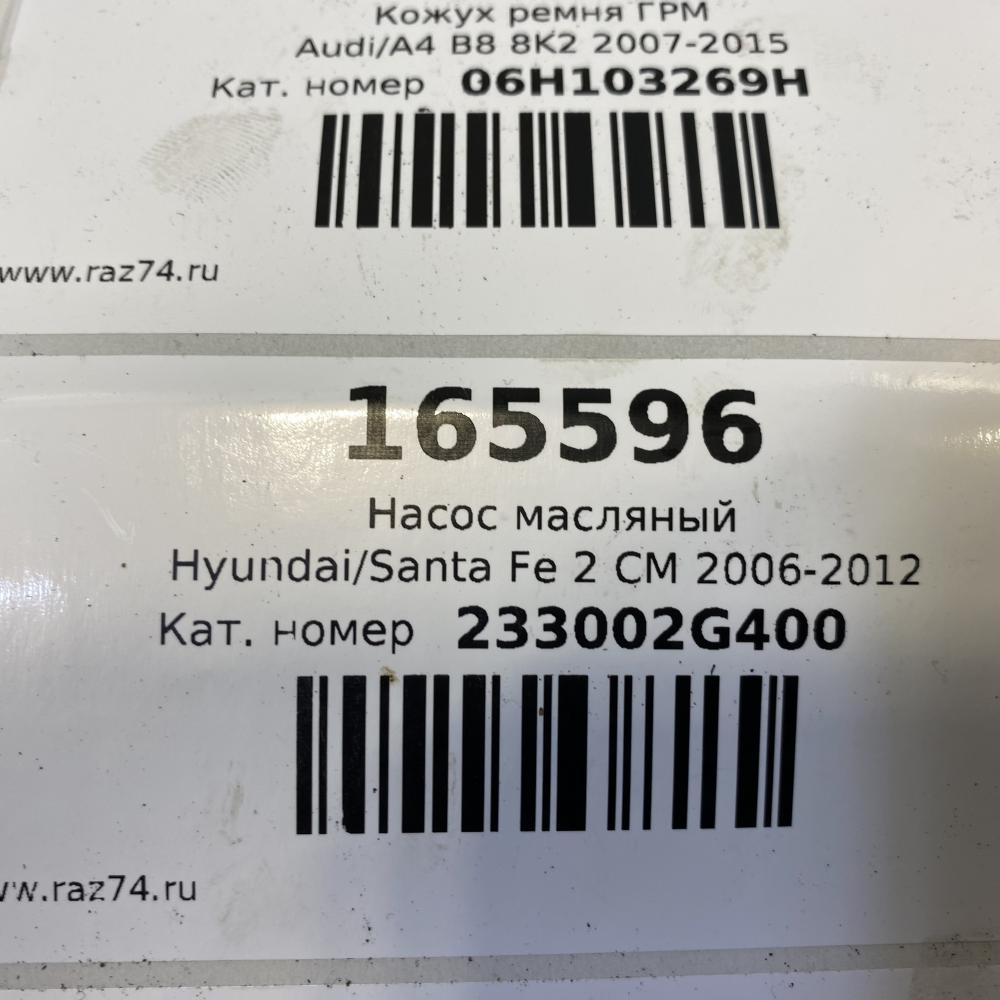 Кожух ремня ГРМ
Audi/A4 B8 8K2 2007-2015
Кат. номер 06H103269H
www.raz74.ru
165596
Насос масляный
Hyundai/Santa Fe 2 CM 2006-2012
Кат. номер 233002G400
ww.raz74.ru